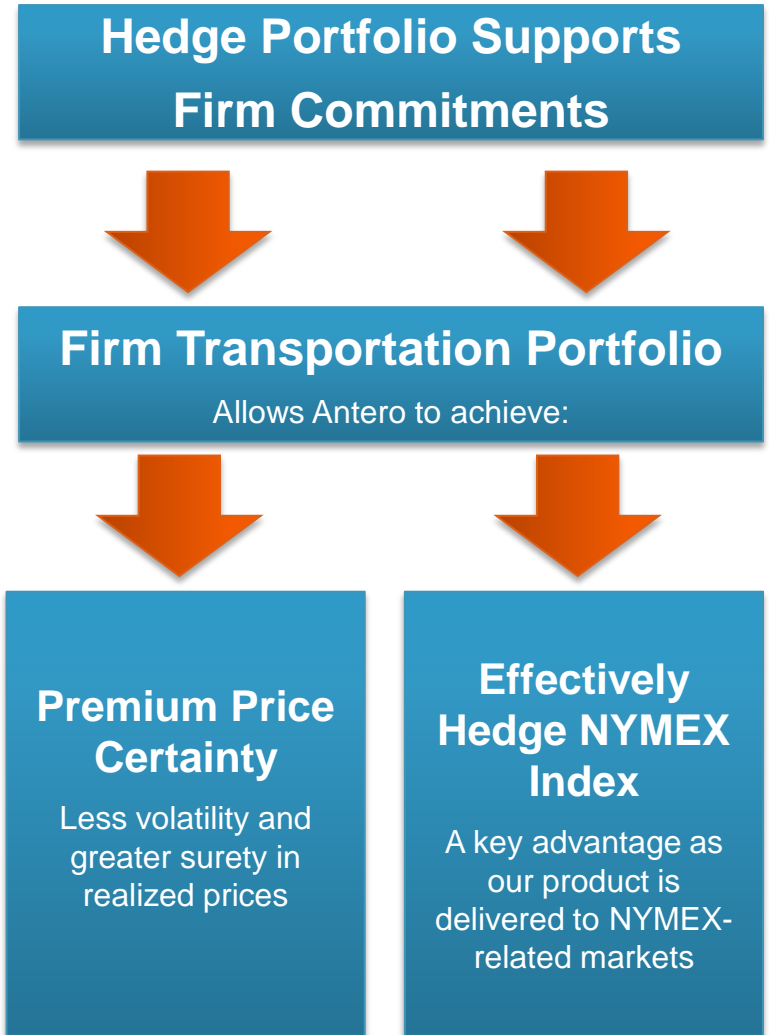 Hedge Portfolio Supports
Firm Commitments
Firm Transportation Portfolio
Allows Antero to achieve:
Premium Price
Certainty
Less volatility and
greater surety in
realized prices
Effectively
Hedge NYMEX
Index
A key advantage as
our product is
delivered to NYMEX-
related markets